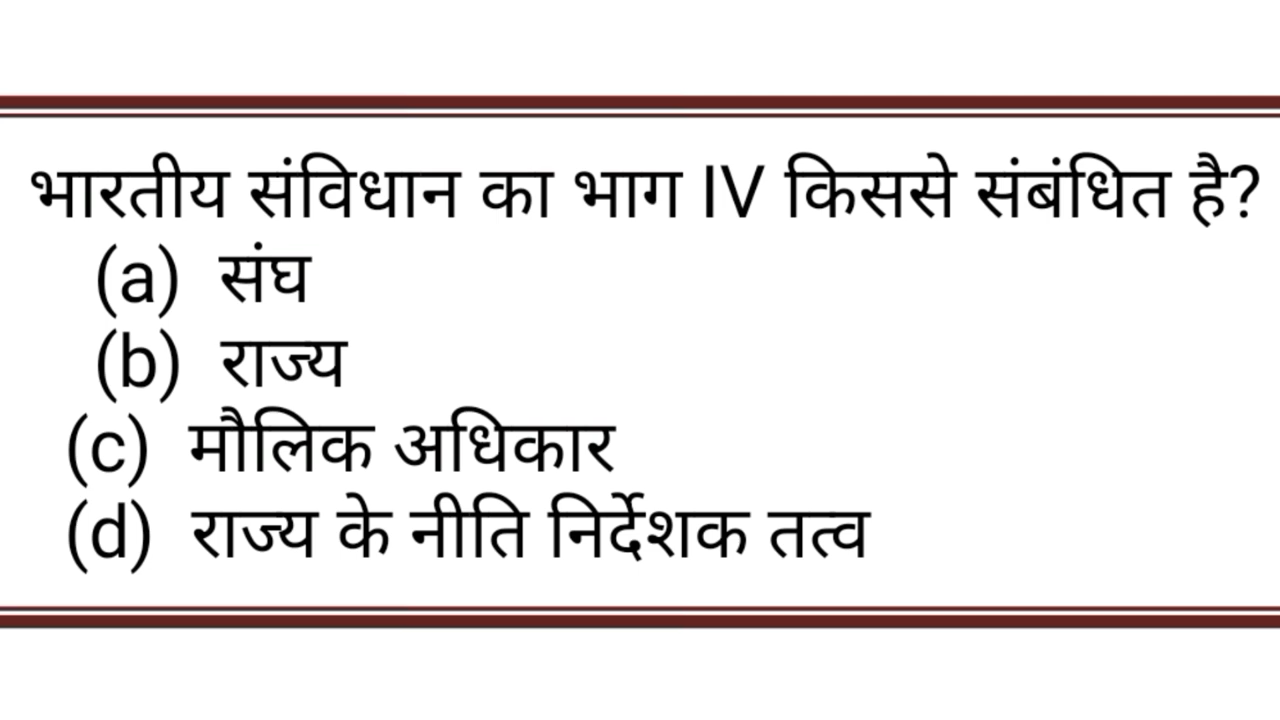 भारतीय संविधान का भाग IV किससे संबंधित है?
(a) संघ
(b) राज्य
(c) मौलिक अधिकार
(d) राज्य के नीति निर्देशक तत्व